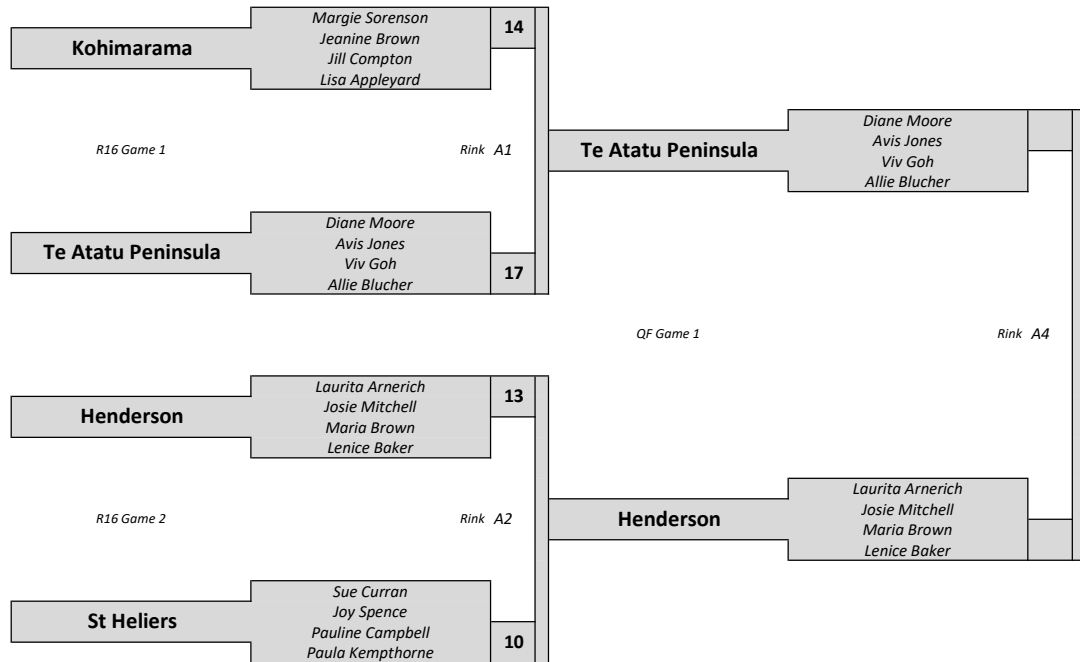 Kohimarama
Margie Sorenson
Jeanine Brown
Jill Compton
Lisa Appleyard
14
R16 Game 1
Rink A1
Te Atatu Peninsula
Diane Moore
Avis Jones
Viv Goh
Allie Blucher
17
Te Atatu Peninsula
Diane Moore
Avis Jones
Viv Goh
Allie Blucher
QF Game 1
Rink A4
Henderson
Laurita Arnerich
Josie Mitchell
Maria Brown
Lenice Baker
13
R16 Game 2
Rink A2
Henderson
Laurita Arnerich
Josie Mitchell
Maria Brown
Lenice Baker
St Heliers
Sue Curran
Joy Spence
Pauline Campbell
Paula Kempthorne
10